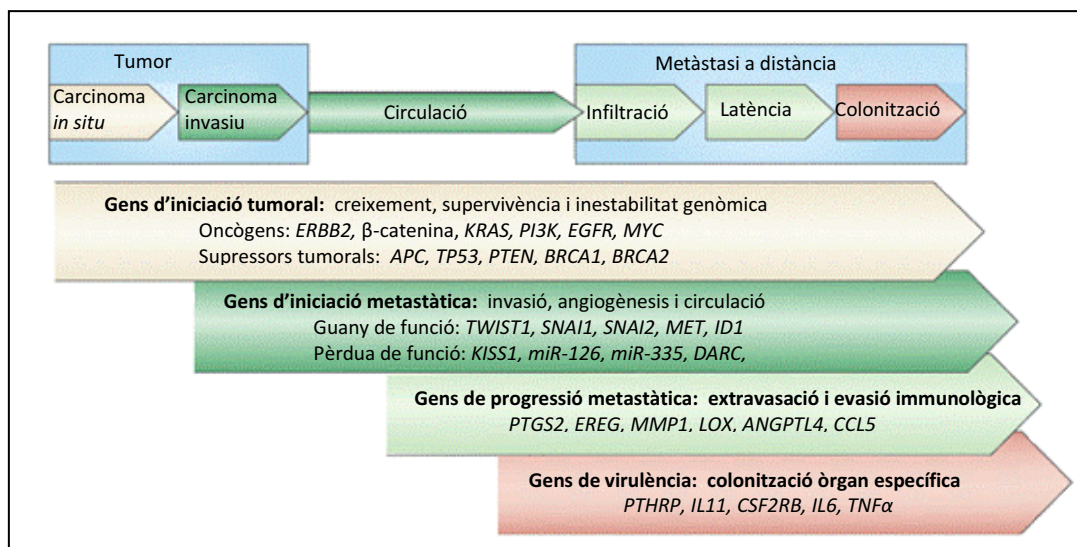 Tumor
Metàstasi a distància
Carcinoma
in situ
Carcinoma
invasiu
Circulació
Infiltració
Latència
Colonització
Gens d'iniciació tumoral: creixement, supervivència i inestabilitat genòmica
Oncògens: ERBB2, β-catenina, KRAS, PI3K, EGFR, MYC
Supressors tumorals: APC, TP53, PTEN, BRCA1, BRCA2
Gens d'iniciació metastàtica: invasió, angiogènesis i circulació
Guany de funció: TWIST1, SNAI1, SNAI2, MET, ID1
Pèrdua de funció: KISS1, miR-126, miR-335, DARC,
Gens de progressió metastàtica: extravasació i evasió immunològica
PTGS2, EREG, MMP1, LOX, ANGPTL4, CCL5
Gens de virulència: colonització òrgan específica
PTHRP, IL11, CSF2RB, IL6, TNFα